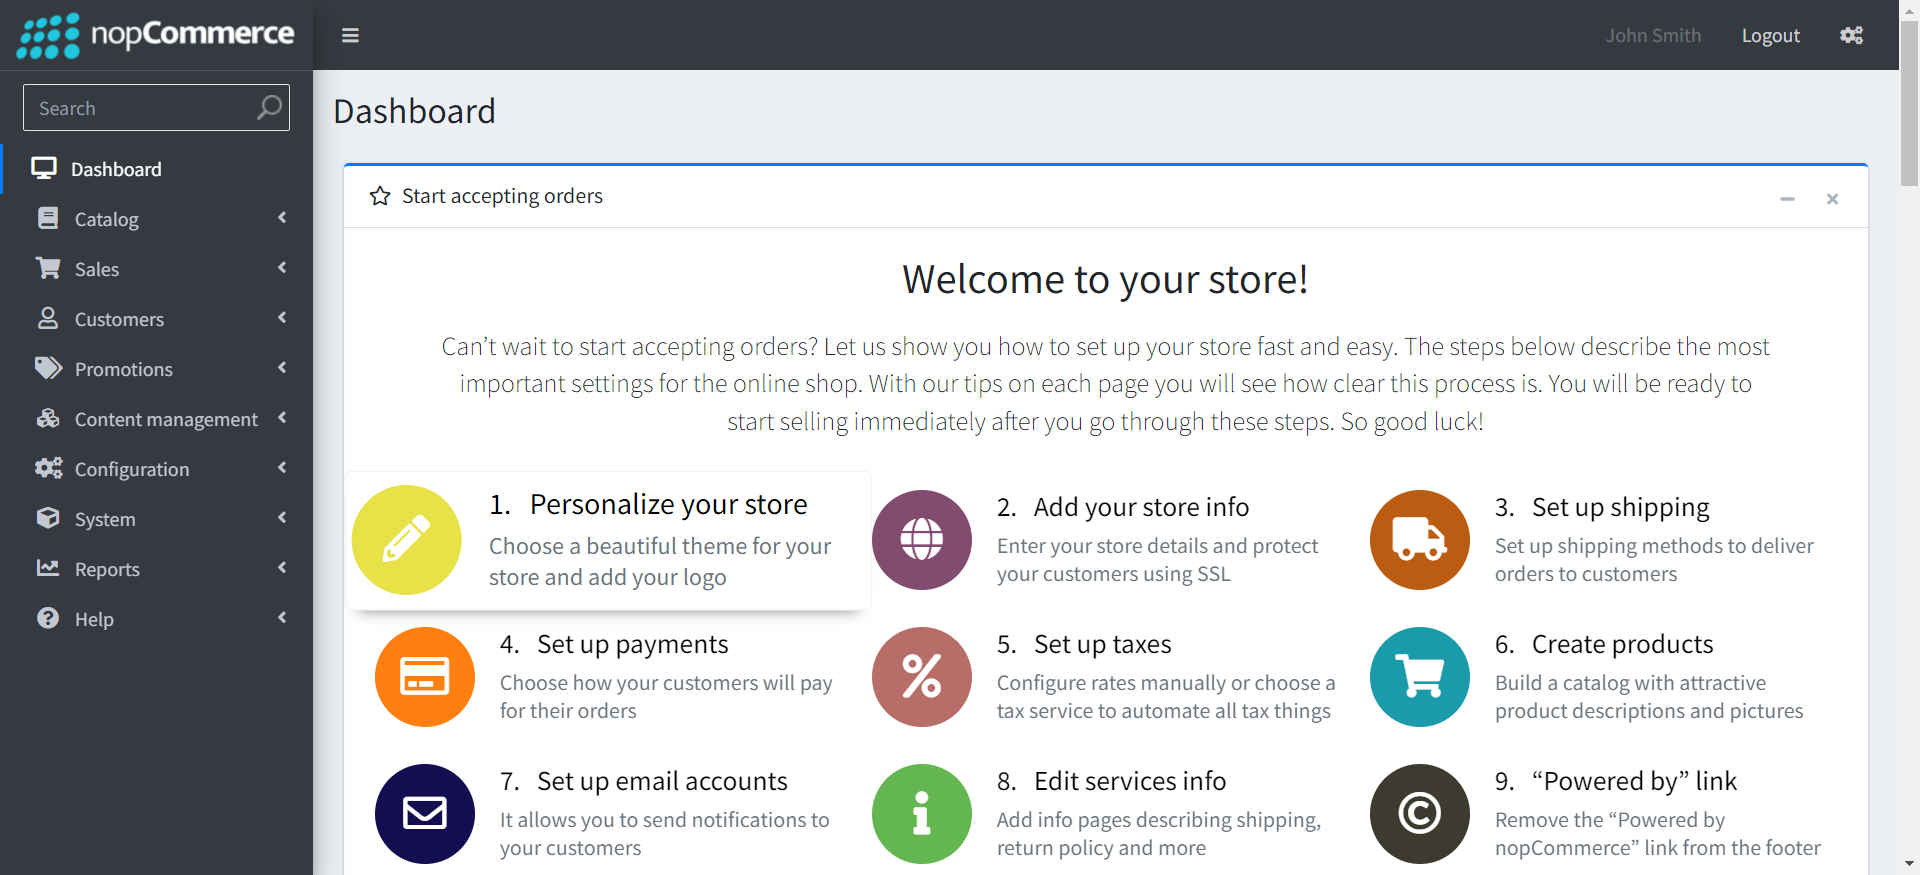 nopCommerce
John Smith
Logout
Search
Dashboard
Catalog
Sales
Customers
Promotions
Content management
Configuration
System
Reports
Help
Dashboard
Start accepting orders
Welcome to your store!
Can’t wait to start accepting orders? Let us show you how to set up your store fast and easy. The steps below describe the most
important settings for the online shop. With our tips on each page you will see how clear this process is. You will be ready to
start selling immediately after you go through these steps. So good luck!
1. Personalize your store
Choose a beautiful theme for your
store and add your logo
2. Add your store info
Enter your store details and protect
your customers using SSL
3. Set up shipping
Set up shipping methods to deliver
orders to customers
4. Set up payments
Choose how your customers will pay
for their orders
5. Set up taxes
Configure rates manually or choose a
tax service to automate all tax things
6. Create products
Build a catalog with attractive
product descriptions and pictures
7. Set up email accounts
It allows you to send notifications to
your customers
8. Edit services info
Add info pages describing shipping,
return policy and more
9. “Powered by” link
Remove the “Powered by
nopCommerce” link from the footer